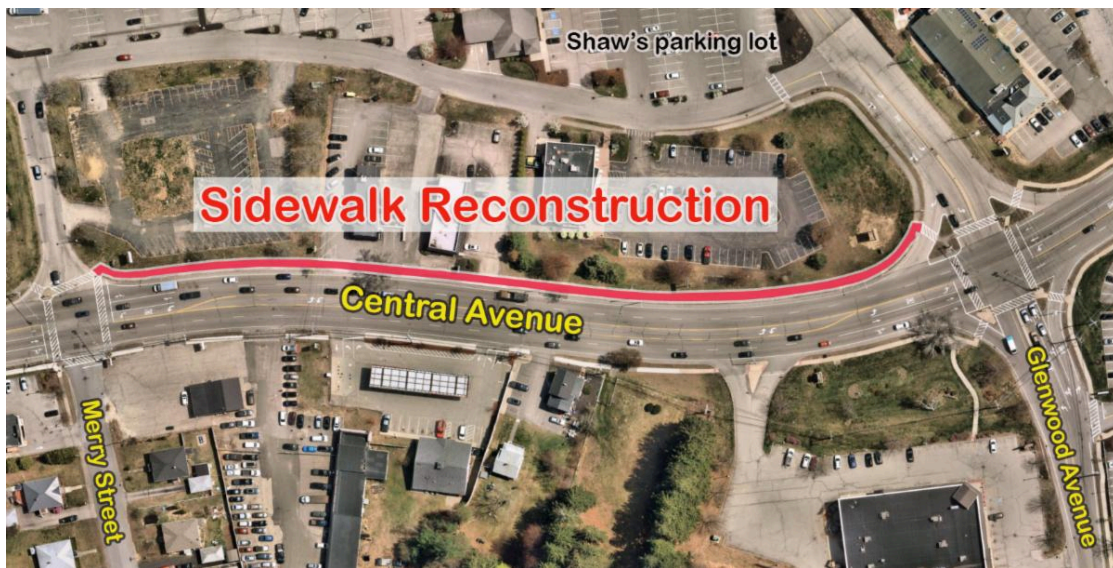 Shaw's parking lot
Sidewalk Reconstruction
Central Avenue
Merry Street
Glenwood Avenue